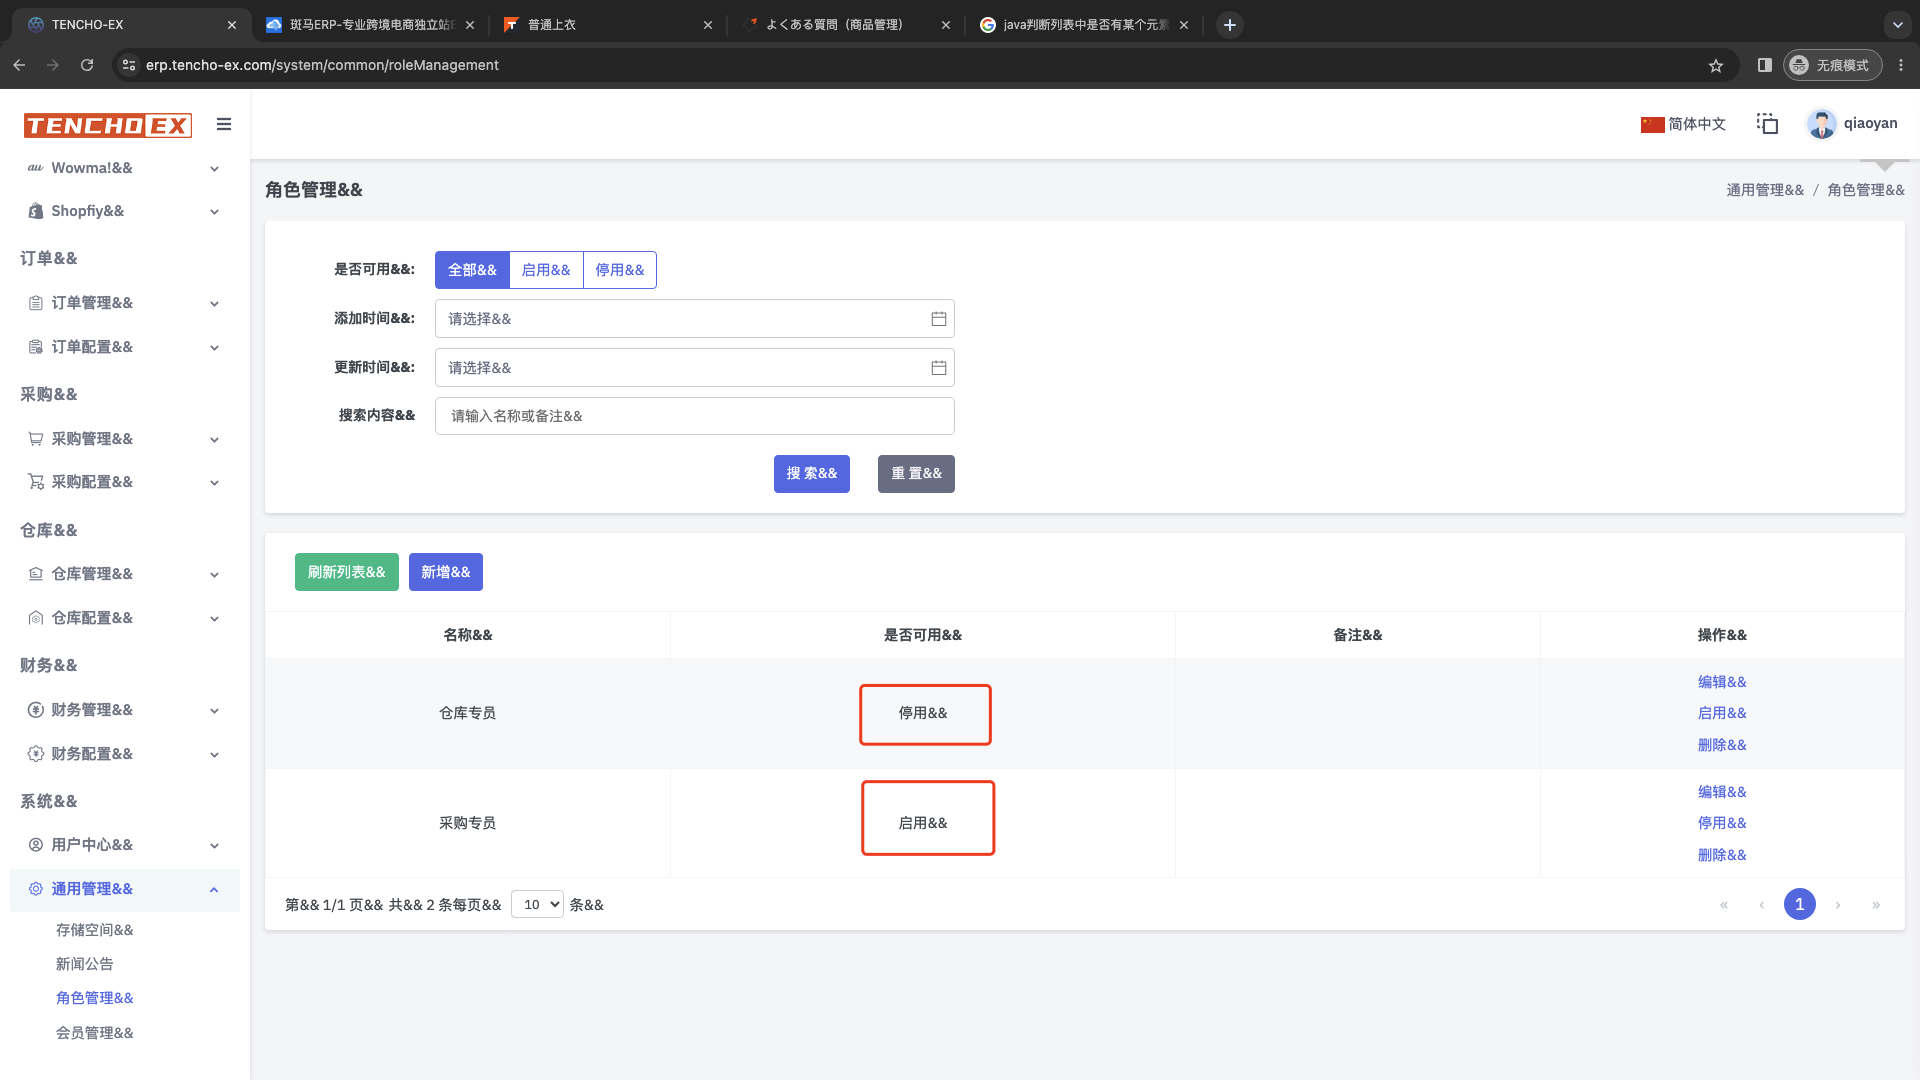 TENCHO-EX
斑马ERP-专业跨境电商独立站E
普通上衣
よくある質問（商品管理）
java判断列表中是否有某个元素
erp.tencho-ex.com/system/common/roleManagement
无痕模式
TENCHO EX
简体中文
qiaoyan
au Wowma!&&
Shopfiy&&
订单&&
订单管理&&
订单配置&&
采购&&
采购管理&&
采购配置&&
仓库&&
仓库管理&&
仓库配置&&
财务&&
财务管理&&
财务配置&&
系统&&
用户中心&&
通用管理&&
存储空间&&
新闻公告
角色管理&&
会员管理&&
角色管理&&
通用管理&& / 角色管理&&
是否可用&&: 全部&& 启用&& 停用&&
添加时间&&: 请选择&&
更新时间&&: 请选择&&
搜索内容&& 请输入名称或备注&&
搜 索&& 重 置&&
刷新列表&& 新增&&
名称&& 是否可用&& 备注&& 操作&&
仓库专员 停用&& 编辑&&
启用&&
删除&&
采购专员 启用&& 编辑&&
停用&&
删除&&
第&& 1/1 页&& 共&& 2 条每页&& 10 条&&
« ‹ 1 › »